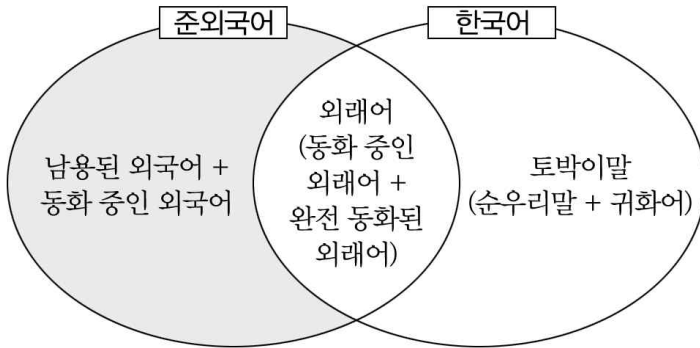 준외국어
한국어
남용된 외국어 +
동화 중인 외국어
외래어
(동화 중인
외래어 +
완전 동화된
외래어)
토박이말
(순우리말 + 귀화어)